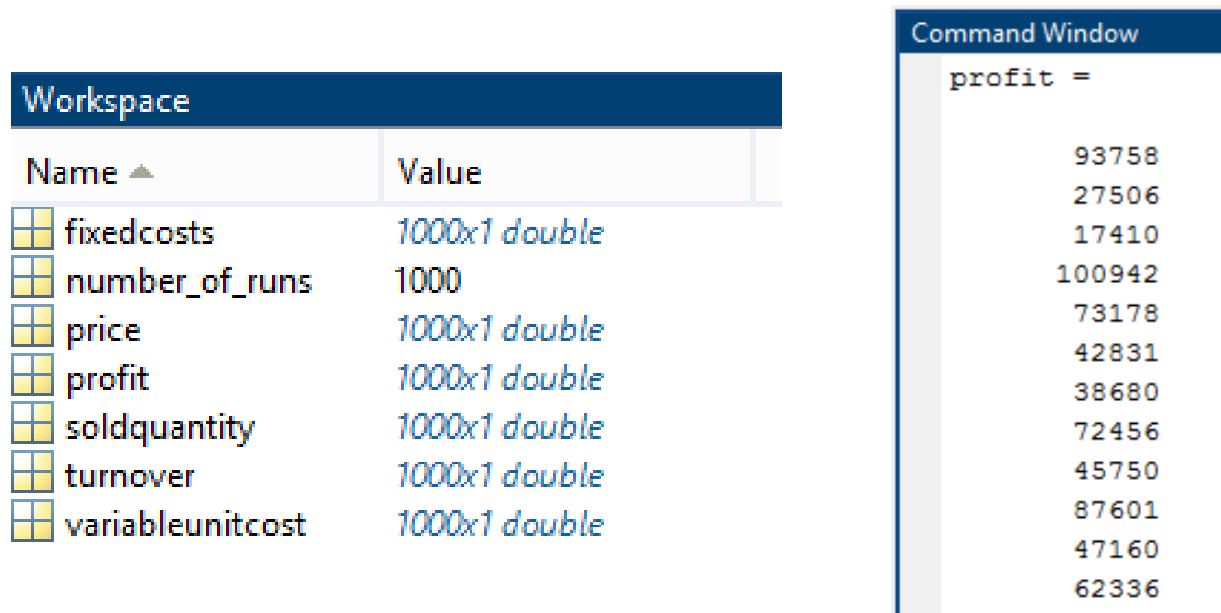 Workspace
Name Value
fixedcosts 1000x1 double
number_of_runs 1000
price 1000x1 double
profit 1000x1 double
soldquantity 1000x1 double
turnover 1000x1 double
variableunitcost 1000x1 double
Command Window
profit =
93758
27506
17410
100942
73178
42831
38680
72456
45750
87601
47160
62336